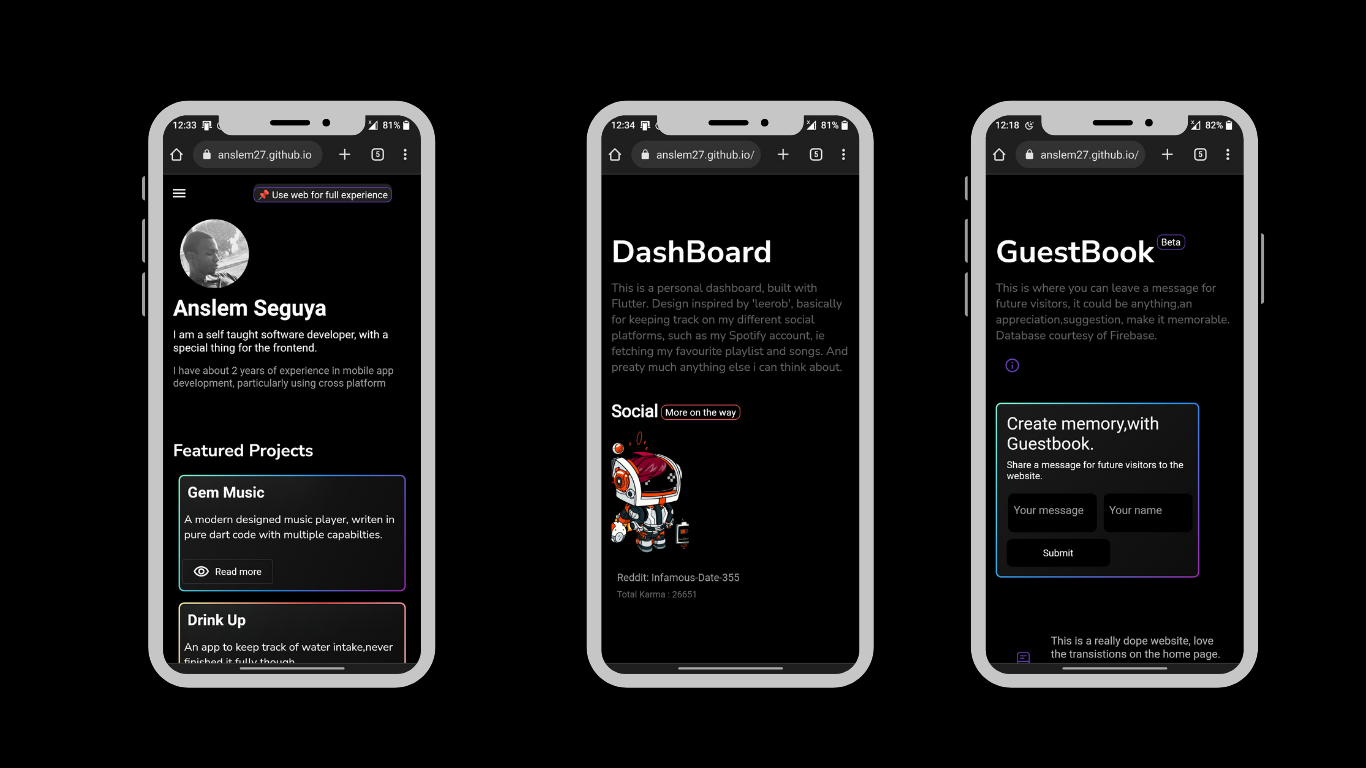 12:33
81%
anslem27.github.io
5
📌 Use web for full experience
Anslem Seguya
I am a self taught software developer, with a
special thing for the frontend.
I have about 2 years of experience in mobile app
development, particularly using cross platform
Featured Projects
Gem Music
A modern designed music player, writen in
pure dart code with multiple capabilties.
Read more
Drink Up
An app to keep track of water intake,never
finished it fully though
12:34
81%
anslem27.github.io/
5
DashBoard
This is a personal dashboard, built with
Flutter. Design inspired by 'leerob', basically
for keeping track on my different social
platforms, such as my Spotify account, ie
fetching my favourite playlist and songs. And
preaty much anything else i can think about.
Social More on the way
Reddit: Infamous-Date-355
Total Karma : 26651
12:18
82%
anslem27.github.io/
5
GuestBook Beta
This is where you can leave a message for
future visitors, it could be anything,an
appreciation,suggestion, make it memorable.
Database courtesy of Firebase.
Create memory,with
Guestbook.
Share a message for future visitors to the
website.
Your message Your name
Submit
This is a really dope website, love
the transistions on the home page.